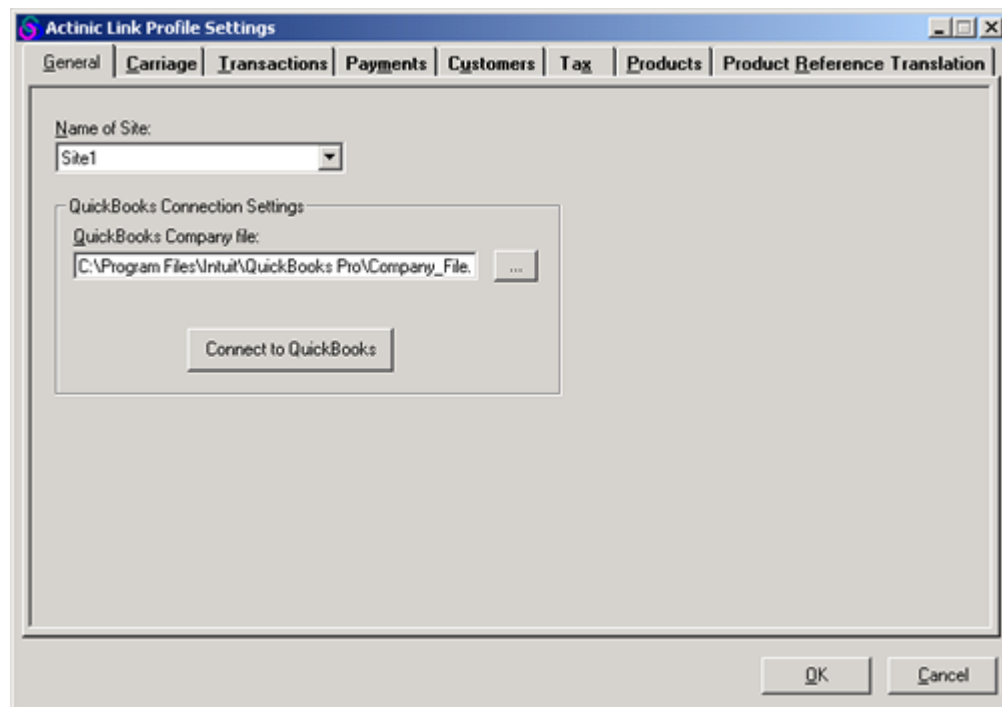 Actinic Link Profile Settings
General Carriage Transactions Payments Customers Tax Products Product Reference Translation
Name of Site:
Site1
QuickBooks Connection Settings
QuickBooks Company file:
C:\Program Files\Intuit\QuickBooks Pro\Company_File.
...
Connect to QuickBooks
OK Cancel